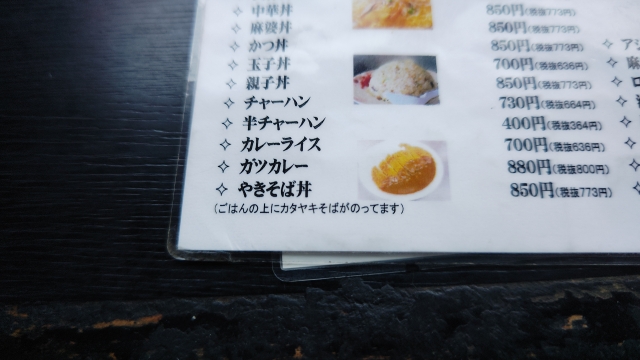 ✧ 中華丼 850円(税抜773円)
✧ 麻婆丼 850円(税抜773円)
✧ かつ丼 850円(税抜773円)
✧ 玉子丼 700円(税抜636円)
✧ 親子丼 850円(税抜773円)
✧ チャーハン 730円(税抜664円)
✧ 半チャーハン 400円(税抜364円)
✧ カレーライス 700円(税抜636円)
✧ カツカレー 880円(税抜800円)
✧ やきそば丼 850円(税抜773円)
(ごはんの上にカタヤキそばがのってます)